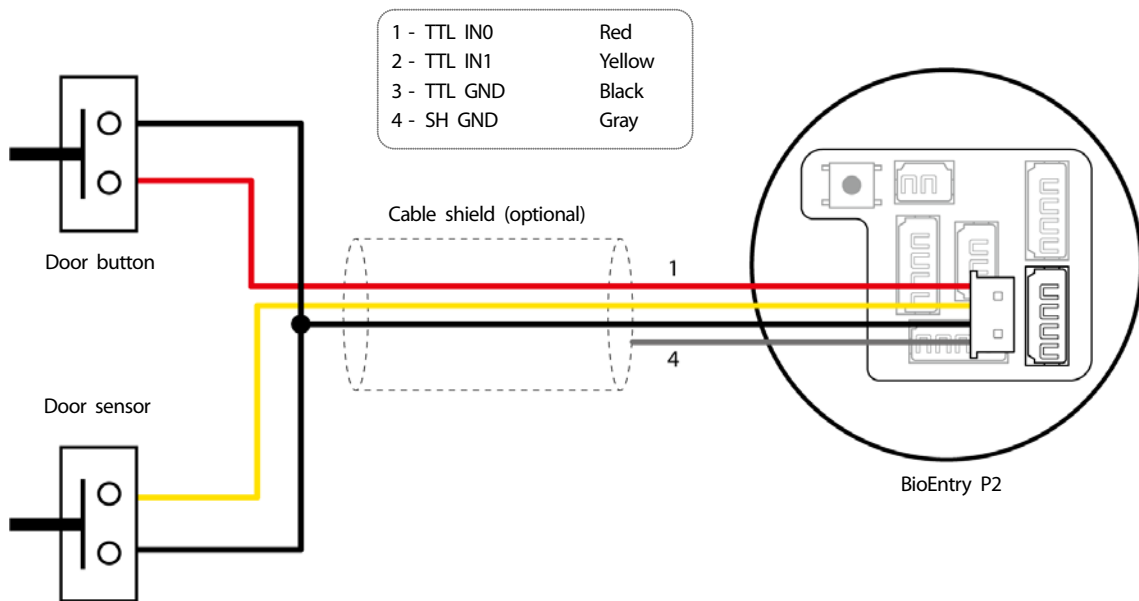 1 - TTL IN0 Red
2 - TTL IN1 Yellow
3 - TTL GND Black
4 - SH GND Gray
Door button
Cable shield (optional)
1
4
Door sensor
BioEntry P2